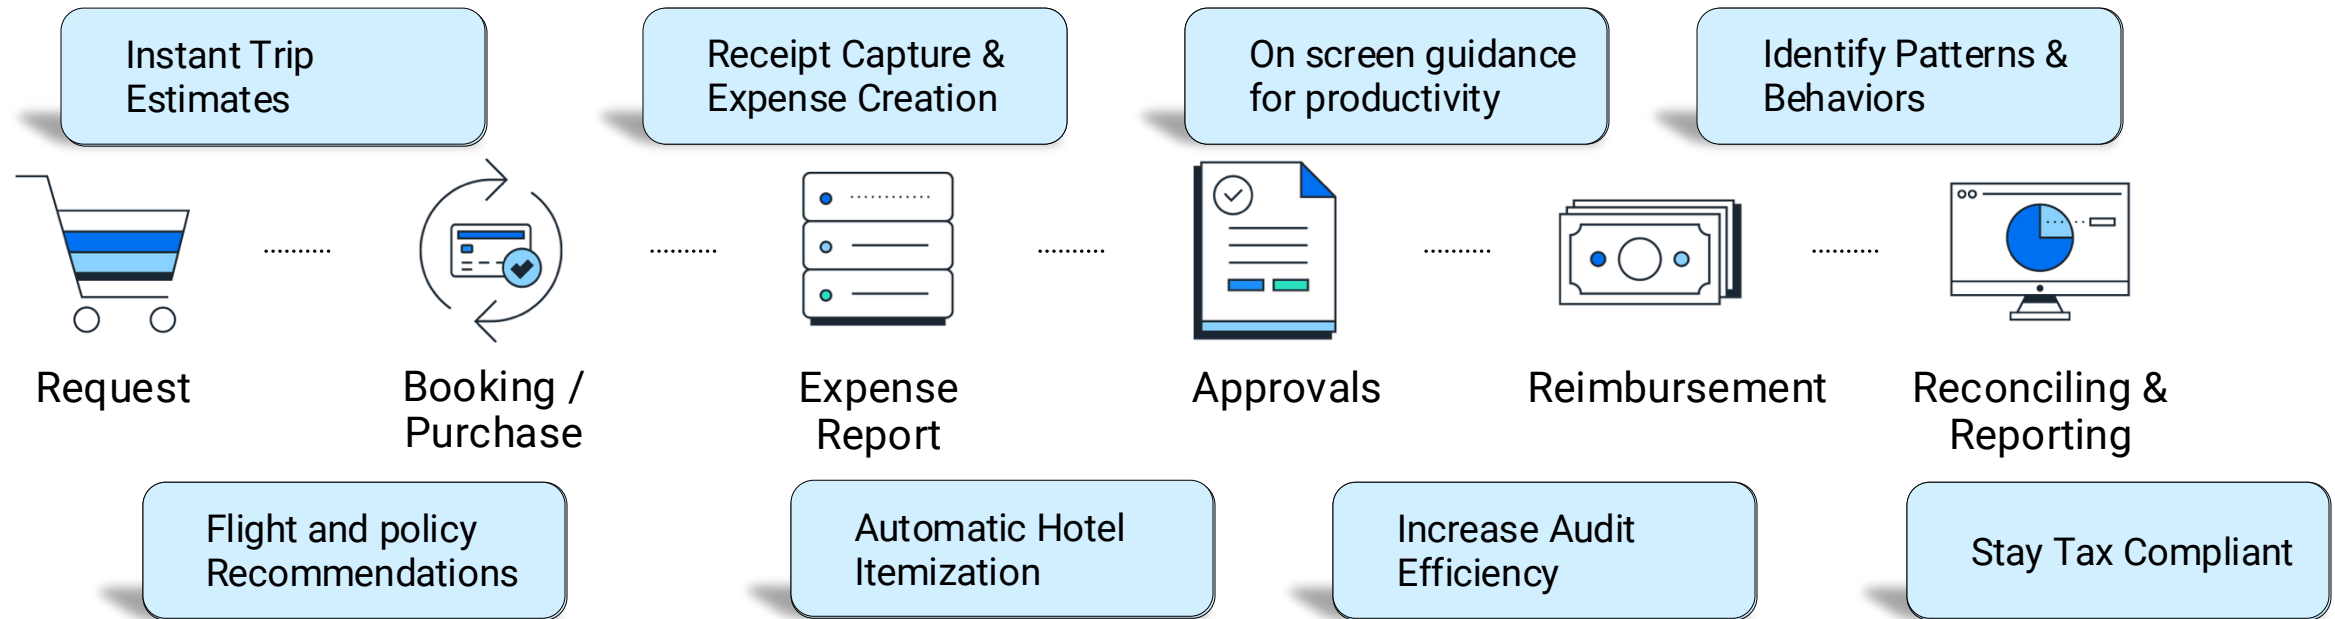 Instant Trip
Estimates
Receipt Capture &
Expense Creation
On screen guidance
for productivity
Identify Patterns &
Behaviors
Request
Booking /
Purchase
Expense
Report
Approvals
Reimbursement
Reconciling &
Reporting
Flight and policy
Recommendations
Automatic Hotel
Itemization
Increase Audit
Efficiency
Stay Tax Compliant